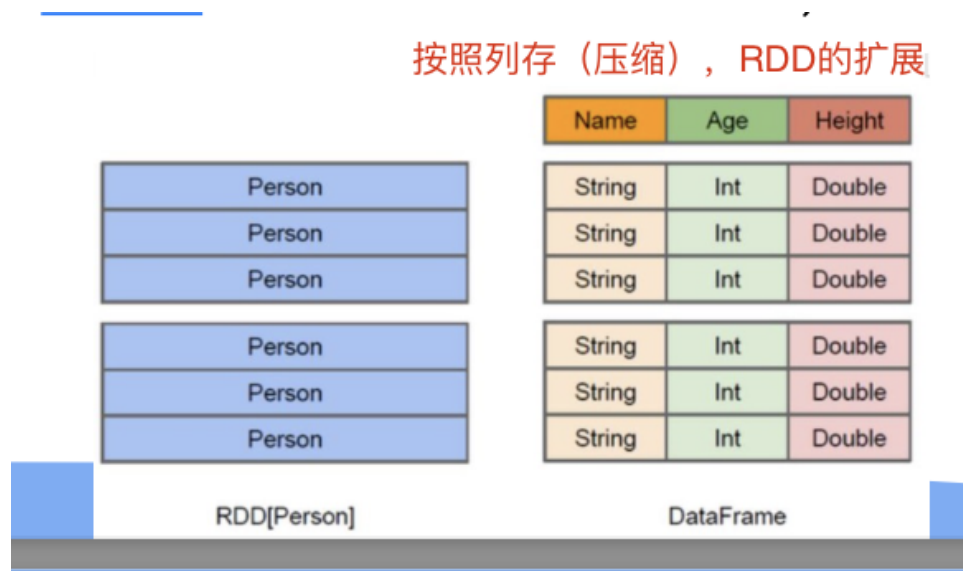 按照列存（压缩），RDD的扩展
Name Age Height
Person String Int Double
Person String Int Double
Person String Int Double
Person String Int Double
Person String Int Double
Person String Int Double
RDD[Person] DataFrame